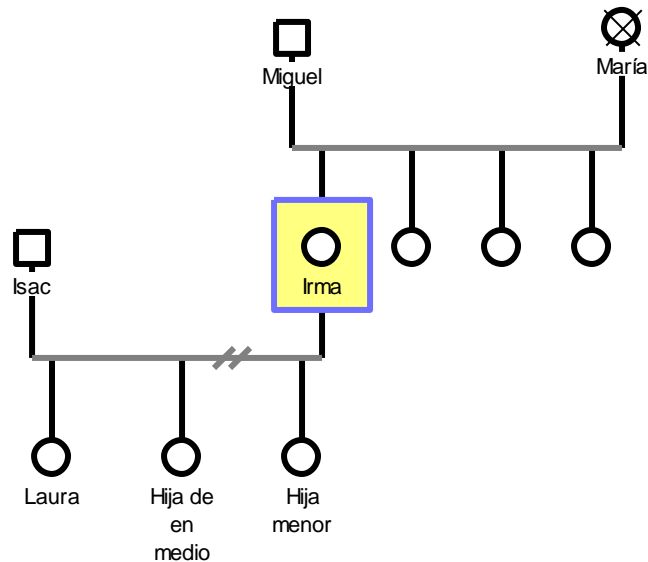 Miguel
María
Isac
Irma
Laura
Hija de
en
medio
Hija
menor